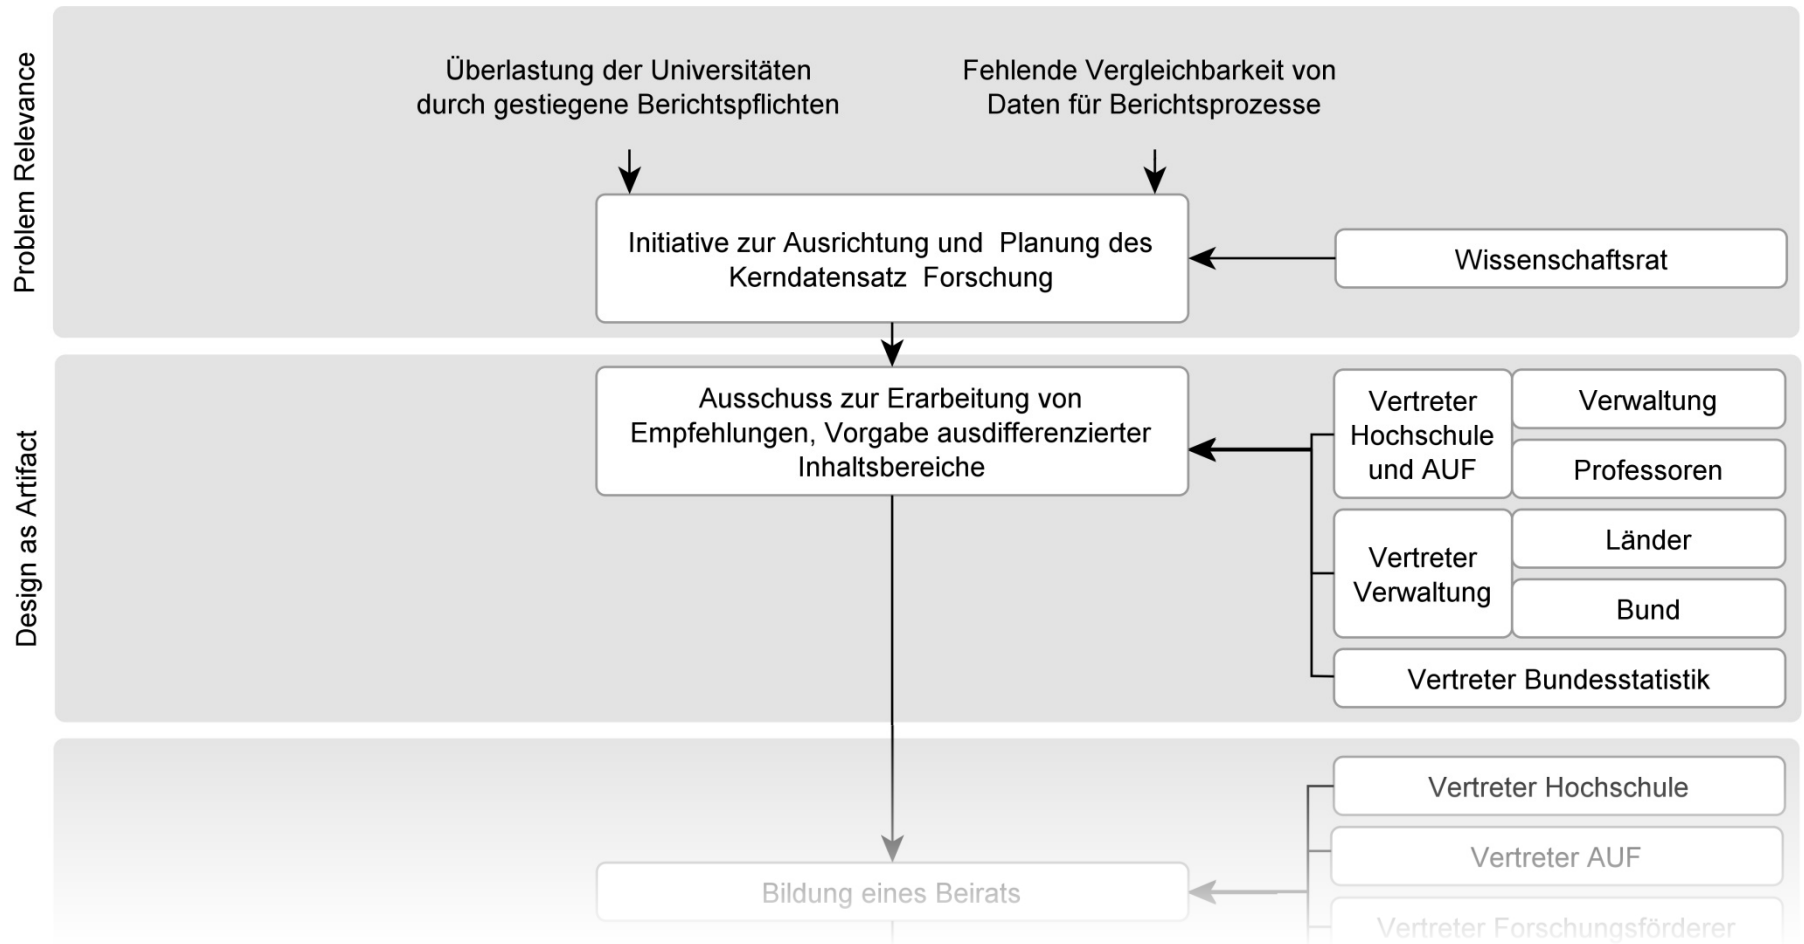 Problem Relevance
Überlastung der Universitäten
durch gestiegene Berichtspflichten
Fehlende Vergleichbarkeit von
Daten für Berichtsprozesse
Initiative zur Ausrichtung und Planung des
Kerndatensatz Forschung
Wissenschaftsrat
Design as Artifact
Ausschuss zur Erarbeitung von
Empfehlungen, Vorgabe ausdifferenzierter
Inhaltsbereiche
Vertreter
Hochschule
und AUF
Verwaltung
Professoren
Vertreter
Verwaltung
Länder
Bund
Vertreter Bundesstatistik
Bildung eines Beirats
Vertreter Hochschule
Vertreter AUF
Vertreter Forschungsförderer